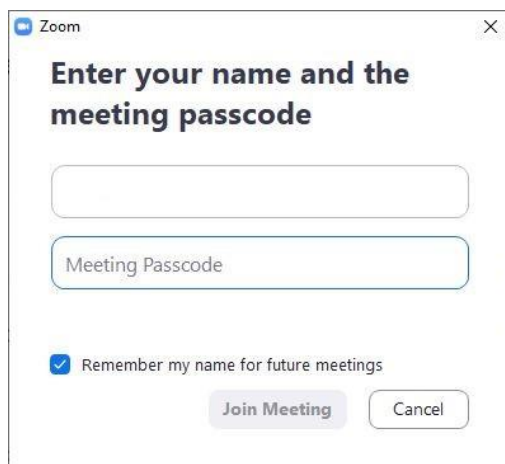 Zoom
Enter your name and the
meeting passcode
Meeting Passcode
Remember my name for future meetings
Join Meeting Cancel